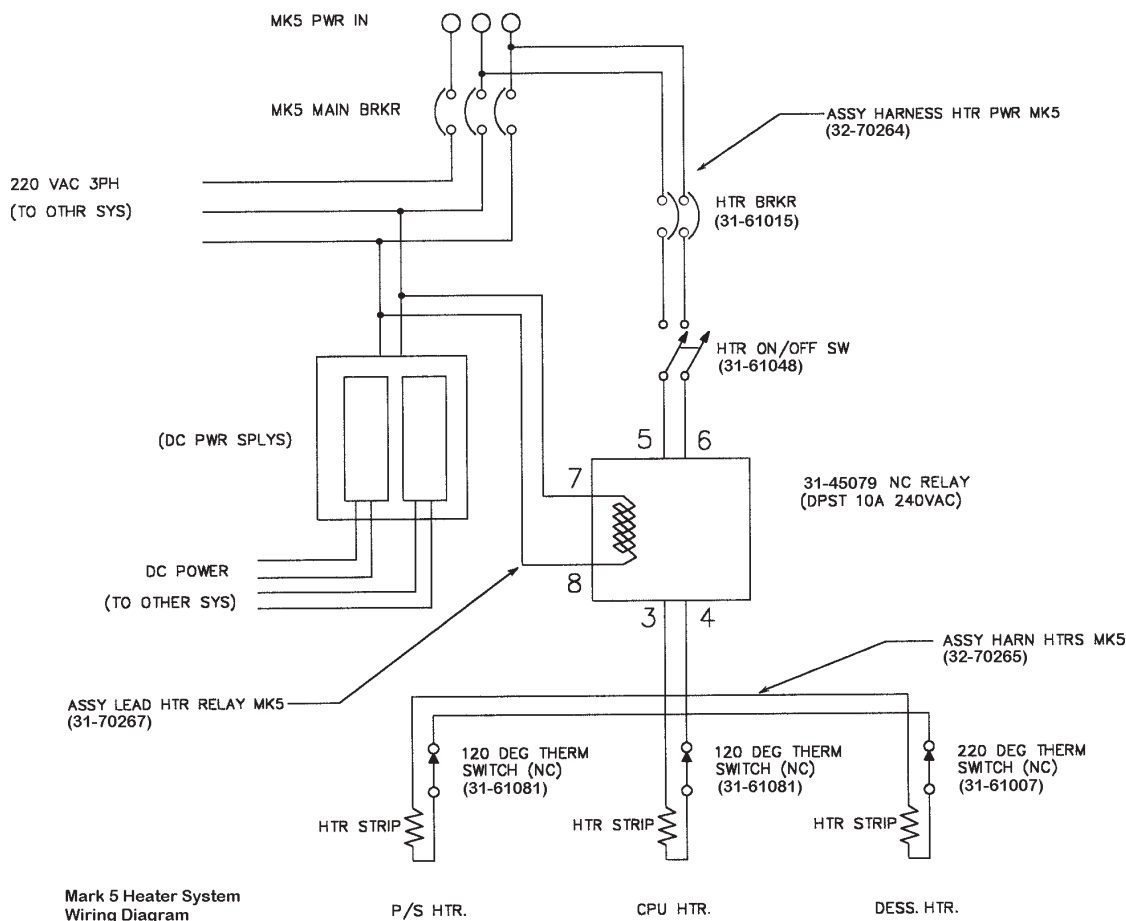 MK5 PWR IN
MK5 MAIN BRKR
ASSY HARNESS HTR PWR MK5
(32-70264)
220 VAC 3PH
(TO OTHR SYS)
HTR BRKR
(31-61015)
HTR ON/OFF SW
(31-61048)
(DC PWR SPLYS)
5 6
7
31-45079 NC RELAY
(DPST 10A 240VAC)
DC POWER
(TO OTHER SYS)
8
3 4
ASSY HARN HTRS MK5
(32-70265)
ASSY LEAD HTR RELAY MK5
(31-70267)
120 DEG THERM
SWITCH (NC)
(31-61081)
120 DEG THERM
SWITCH (NC)
(31-61081)
220 DEG THERM
SWITCH (NC)
(31-61007)
HTR STRIP
HTR STRIP
HTR STRIP
Mark 5 Heater System
Wiring Diagram
P/S HTR.
CPU HTR.
DESS. HTR.